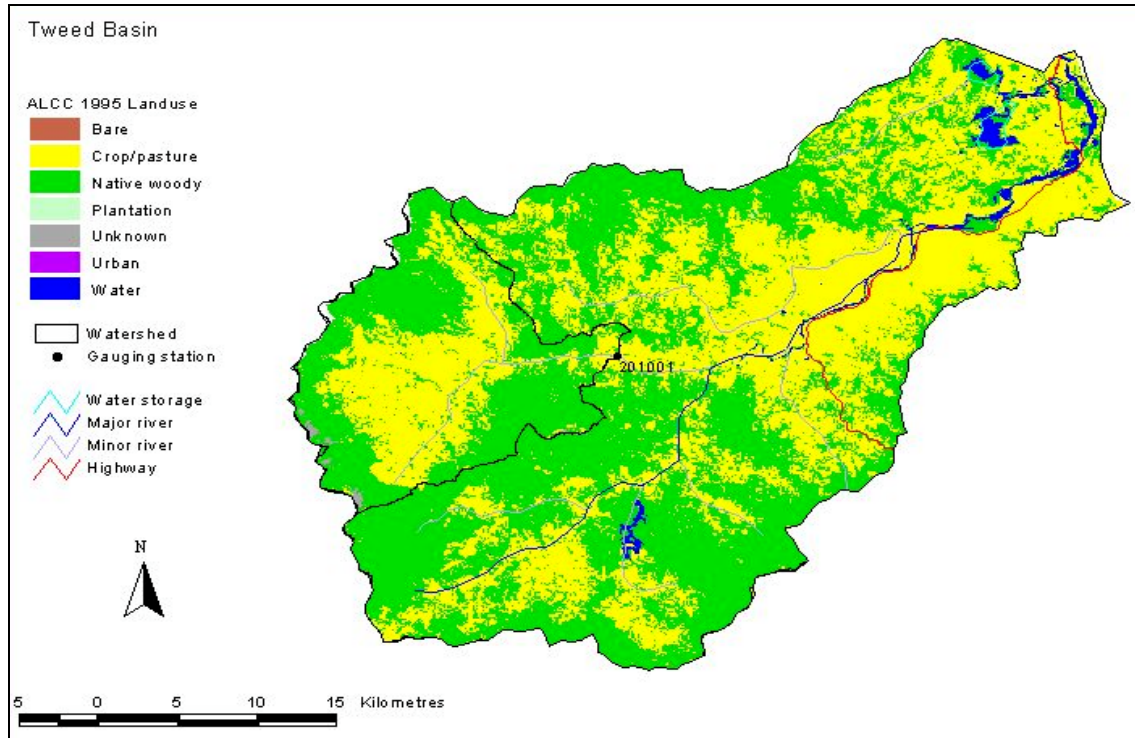 Tweed Basin
ALCC 1995 Landuse
Bare
Crop/pasture
Native woody
Plantation
Unknown
Urban
Water
Watershed
Gauging station
Water storage
Major river
Minor river
Highway
201001
N
5 0 5 10 15 Kilometres